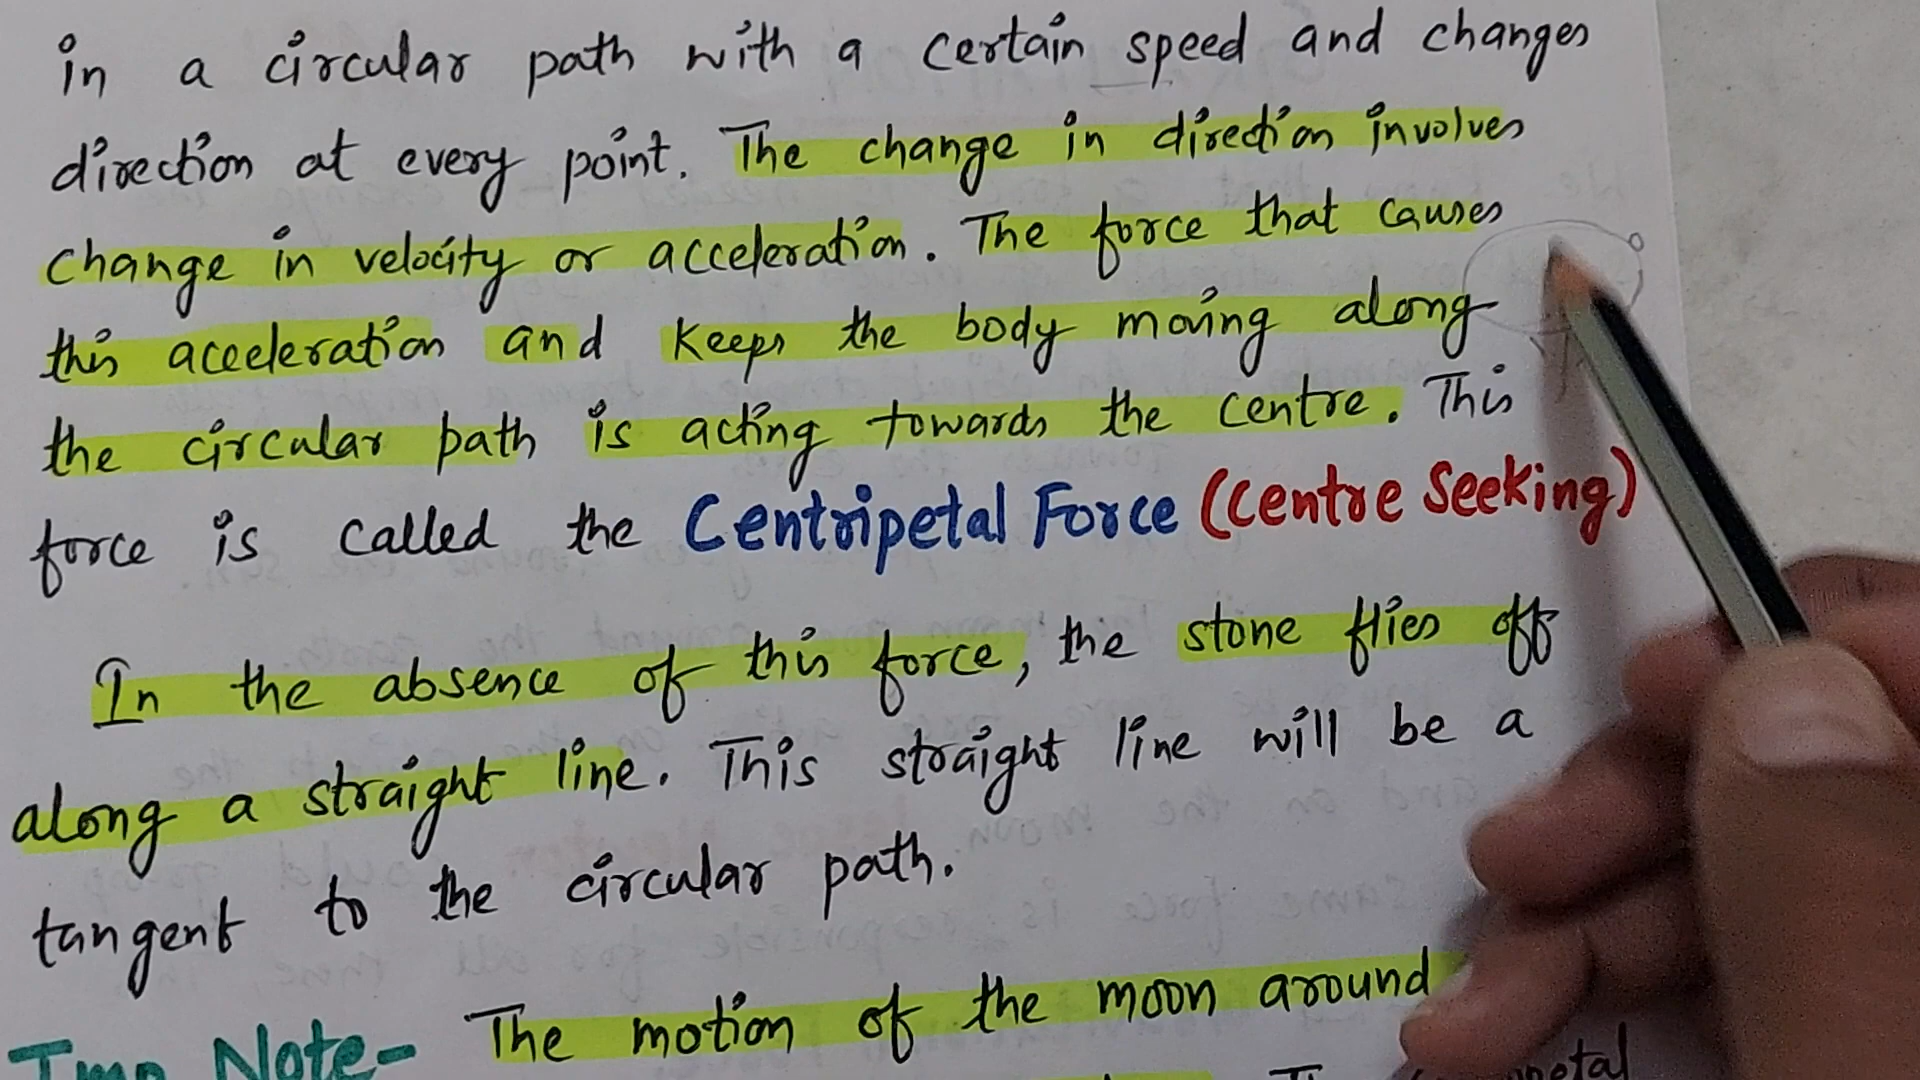 in a circular path with a certain speed and changes
direction at every point. The change in direction involves
change in velocity or acceleration. The force that causes
this acceleration and keeps the body moving along
the circular path is acting towards the centre. This
force is called the Centripetal Force (Centre Seeking)
In the absence of this force, the stone flies off
along a straight line. This straight line will be a
tangent to the circular path.
Imp Note- The motion of the moon around